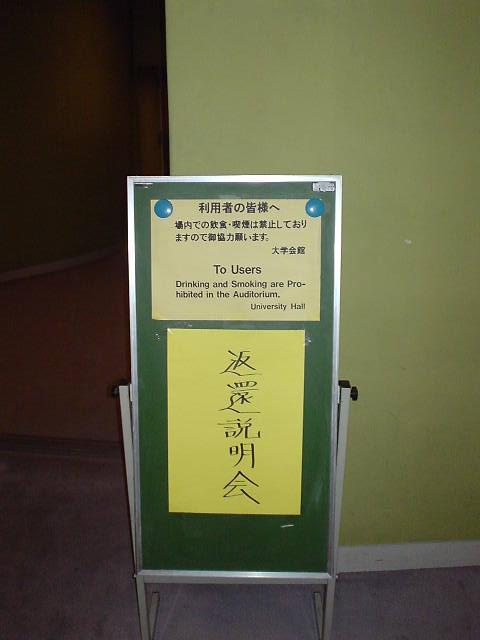 利用者の皆様へ
場内での飲食・喫煙は禁止しており
ますので御協力願います。
大学会館
To Users
Drinking and Smoking are Pro-
hibited in the Auditorium.
University Hall
返還説明会